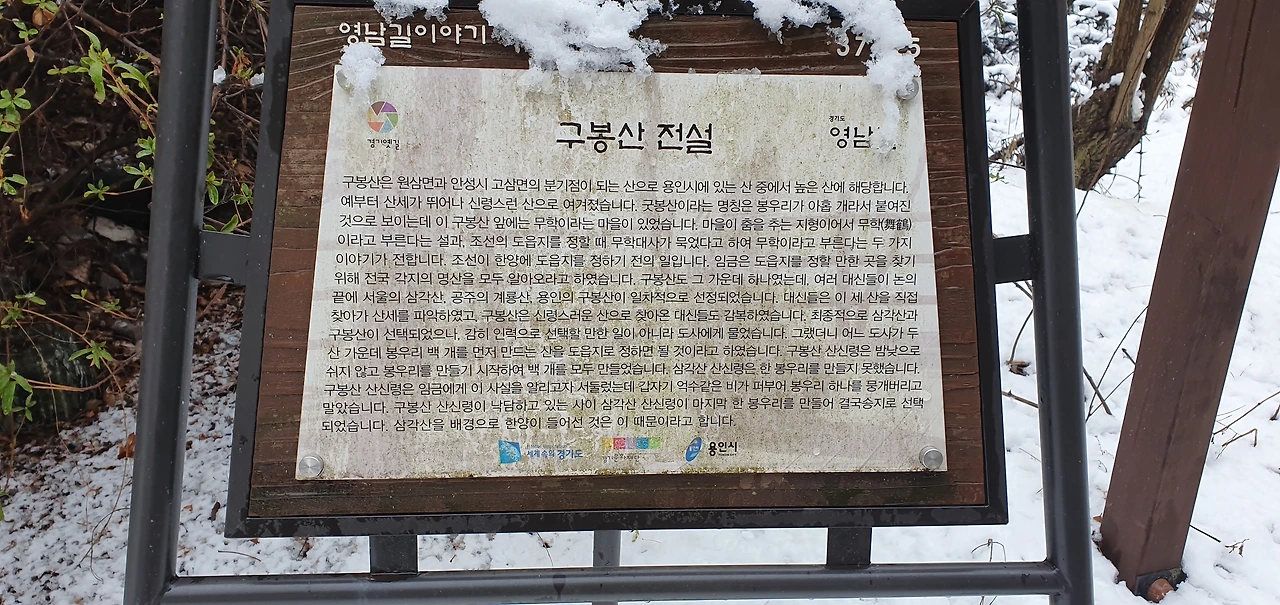 영남길이야기
경기옛길
구봉산 전설
경기도
영남
구봉산은 원삼면과 안성시 고삼면의 분기점이 되는 산으로 용인시에 있는 산 중에서 높은 산에 해당합니다.
예부터 산세가 뛰어나 신령스런 산으로 여겨졌습니다. 굿봉산이라는 명칭은 봉우리가 아홉 개라서 붙여진
것으로 보이는데 이 구봉산 앞에는 무학이라는 마을이 있었습니다. 마을이 춤을 추는 지형이어서 무학(舞鶴)
이라고 부른다는 설과, 조선의 도읍지를 정할 때 무학대사가 묵었다고 하여 무학이라고 부른다는 두 가지
이야기가 전합니다. 조선이 한양에 도읍지를 정하기 전의 일입니다. 임금은 도읍지를 정할 만한 곳을 찾기
위해 전국 각지의 명산을 모두 알아오라고 하였습니다. 구봉산도 그 가운데 하나였는데, 여러 대신들이 논의
끝에 서울의 삼각산, 공주의 계룡산, 용인의 구봉산이 일차적으로 선정되었습니다. 대신들은 이 세 산을 직접
찾아가 산세를 파악하였고, 구봉산은 신령스러운 산으로 찾아온 대신들도 감복하였습니다. 최종적으로 삼각산과
구봉산이 선택되었으나, 감히 인력으로 선택할 만한 일이 아니라 도사에게 물었습니다. 그랬더니 어느 도사가 두
산 가운데 봉우리 백 개를 먼저 만드는 산을 도읍지로 정하면 될 것이라고 하였습니다. 구봉산 산신령은 밤낮으로
쉬지 않고 봉우리를 만들기 시작하여 백 개를 모두 만들었습니다. 삼각산 산신령은 한 봉우리를 만들지 못했습니다.
구봉산 산신령은 임금에게 이 사실을 알리고자 서둘렀는데 갑자기 억수같은 비가 퍼부어 봉우리 하나를 뭉개버리고
말았습니다. 구봉산 산신령이 낙담하고 있는 사이 삼각산 산신령이 마지막 한 봉우리를 만들어 결국승지로 선택
되었습니다. 삼각산을 배경으로 한양이 들어선 것은 이 때문이라고 합니다.
세계속의 경기도
용인시